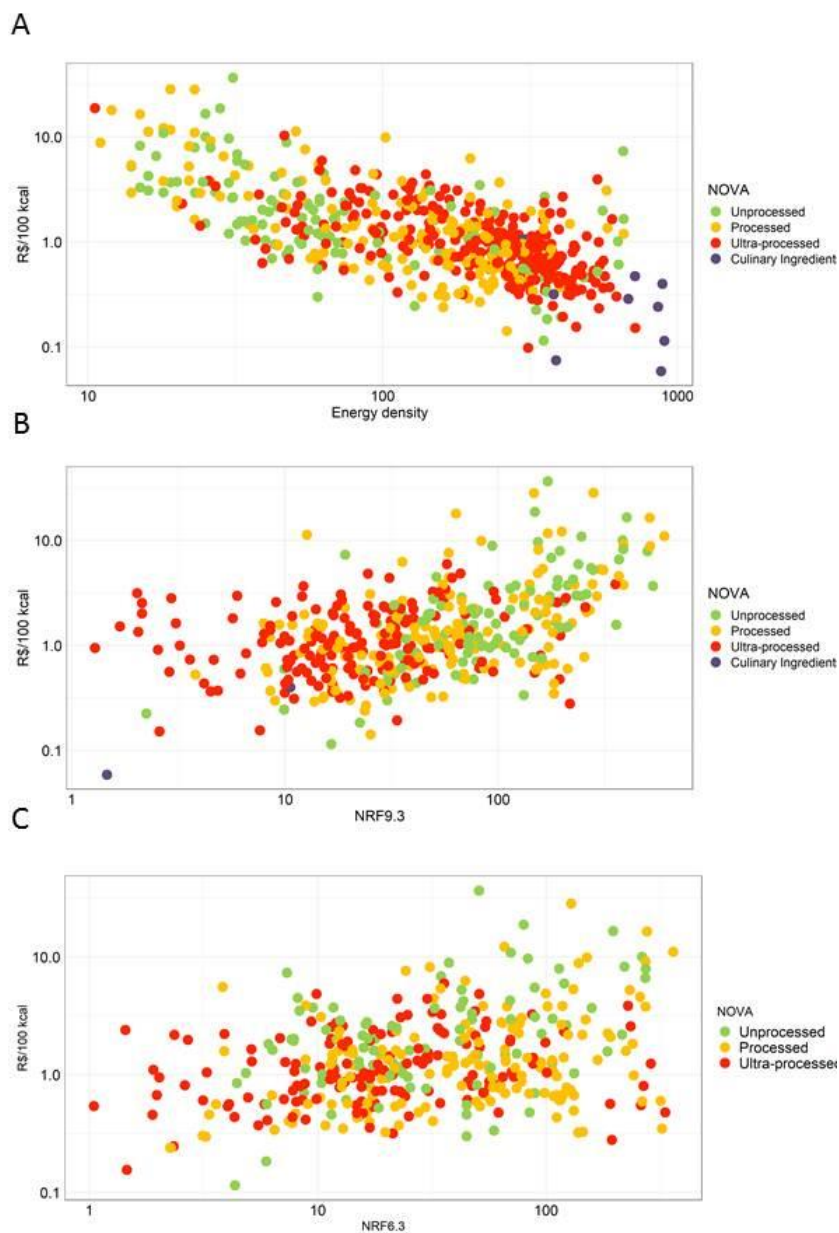 A
R$/100 kcal
10.0
1.0
0.1
10
100
1000
Energy density
NOVA
Unprocessed
Processed
Ultra-processed
Culinary Ingredient
B
R$/100 kcal
10.0
1.0
0.1
1
10
100
NRF9.3
NOVA
Unprocessed
Processed
Ultra-processed
Culinary Ingredient
C
R$/100 kcal
10.0
1.0
0.1
1
10
100
NRF6.3
NOVA
Unprocessed
Processed
Ultra-processed